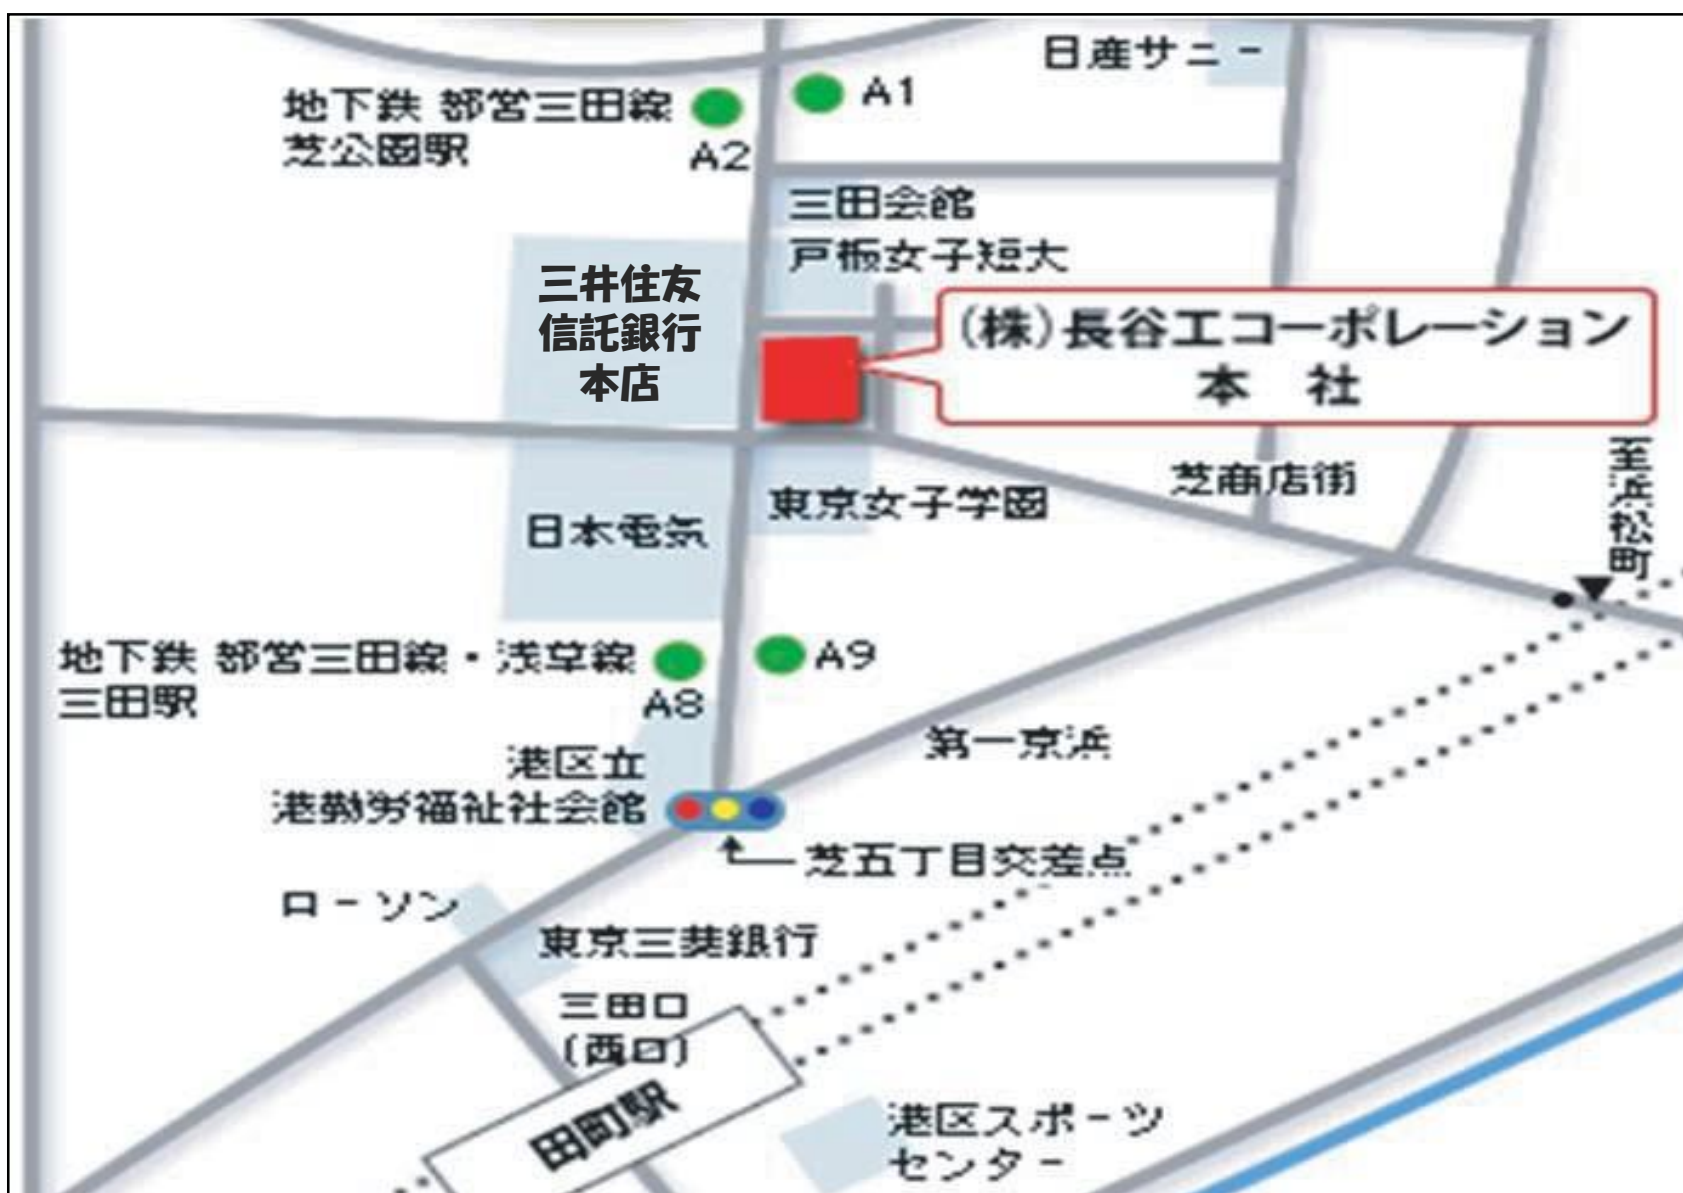 日産サニー
A1
地下鉄 都営三田線
芝公園駅
A2
三田会館
戸板女子短大
三井住友
信託銀行
本店
(株)長谷工コーポレーション
本 社
至浜松町
芝商店街
東京女子学園
日本電気
地下鉄 都営三田線・浅草線
三田駅
A8
A9
第一京浜
港区立
港勤労福祉社会館
芝五丁目交差点
ローソン
東京三菱銀行
三田口
(西口)
田町駅
港区スポーツ
センター